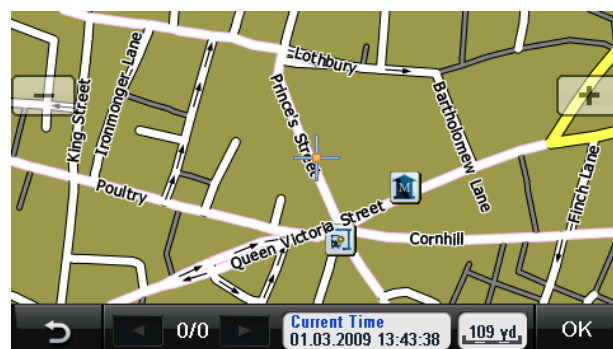 Lothbury
Prince's Street
Bartholomew Lane
Ironmonger Lane
King Street
Finch Lane
Poultry
M
Queen Victoria Street
Cornhill
0/0
Current Time
01.03.2009 13:43:38
109 yd
OK